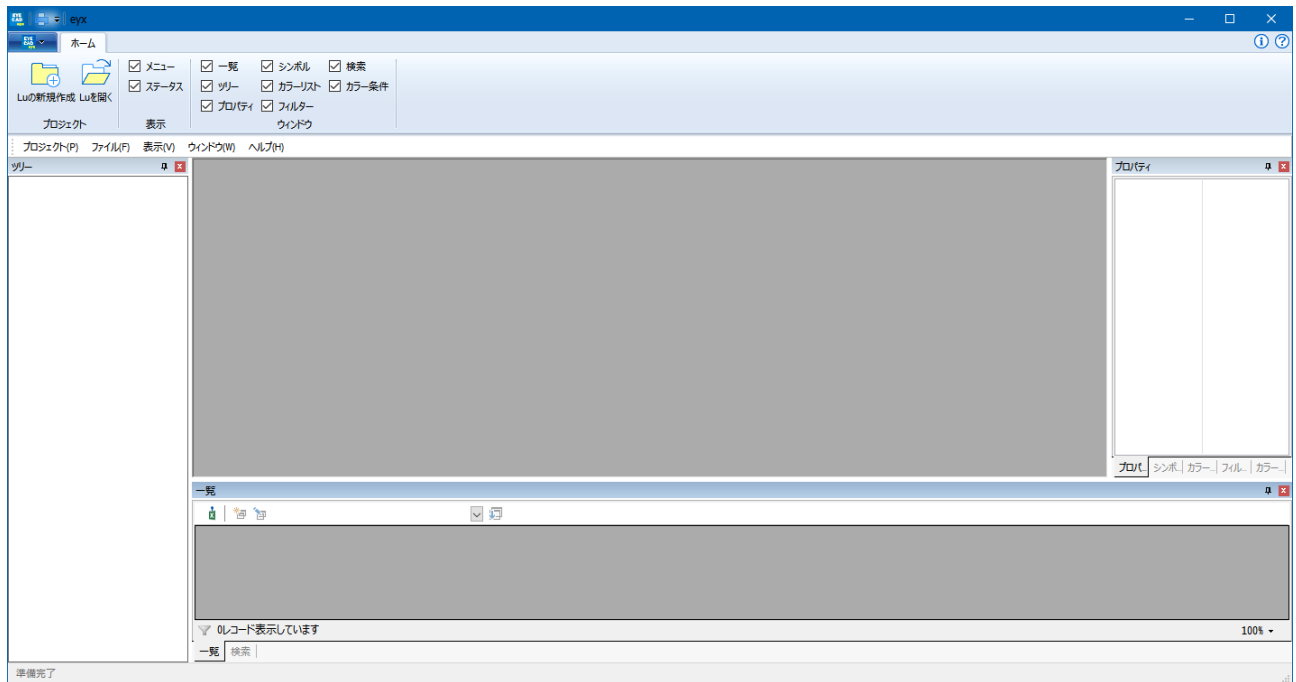 EYE CAD eyx eyx
EYE CAD eyx ホーム
メニュー 一覧 シンボル 検索
ステータス ツリー カラーリスト カラー条件
Luの新規作成 Luを開く プロパティ フィルター
プロジェクト 表示 ウィンドウ
プロジェクト(P) ファイル(F) 表示(V) ウィンドウ(W) ヘルプ(H)
ツリー プロパティ
プロパ... シンボ... カラー... フィル... カラー...
一覧
0レコード表示しています 100%
一覧 検索
準備完了